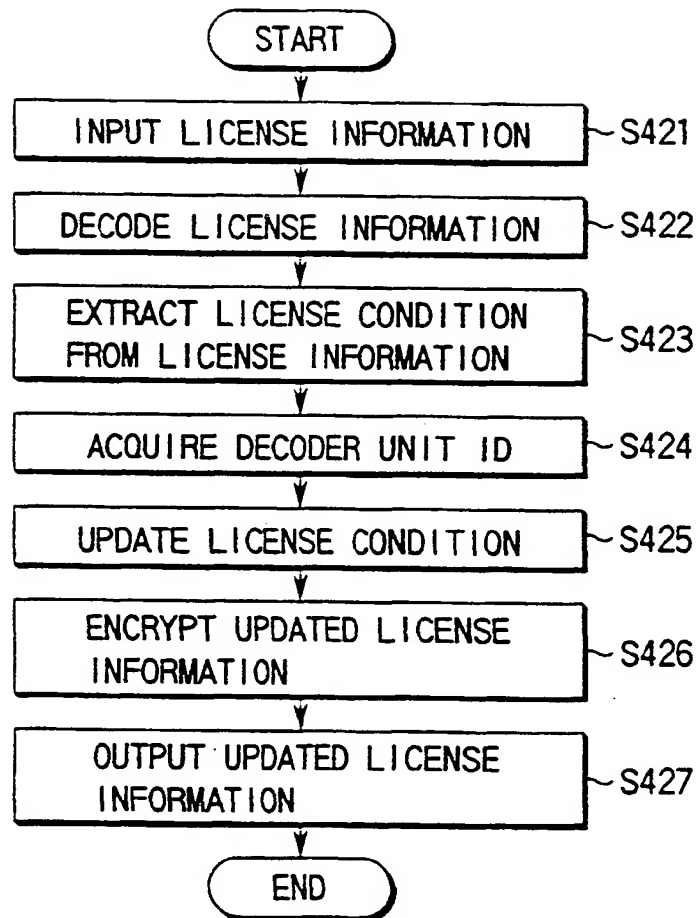 START
INPUT LICENSE INFORMATION
S421
DECODE LICENSE INFORMATION
S422
EXTRACT LICENSE CONDITION
FROM LICENSE INFORMATION
S423
ACQUIRE DECODER UNIT ID
S424
UPDATE LICENSE CONDITION
S425
ENCRYPT UPDATED LICENSE
INFORMATION
S426
OUTPUT UPDATED LICENSE
INFORMATION
S427
END